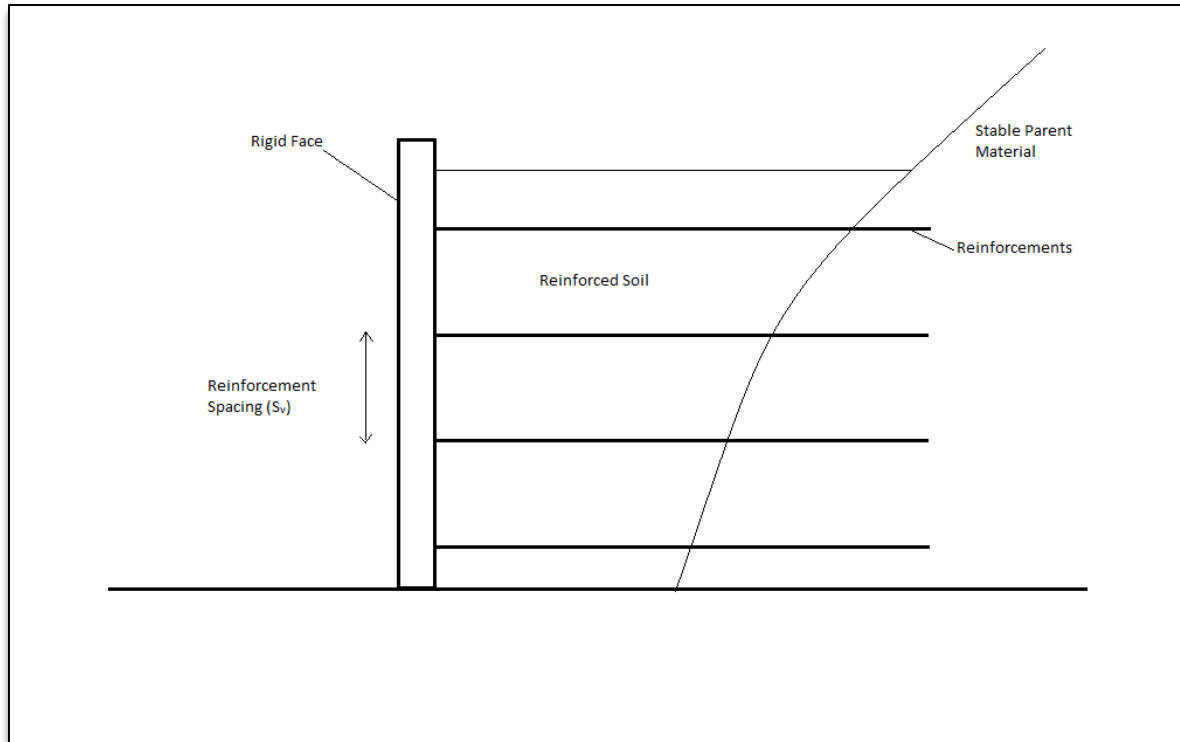 Rigid Face
Stable Parent
Material
Reinforcements
Reinforced Soil
Reinforcement
Spacing (Sᵥ)